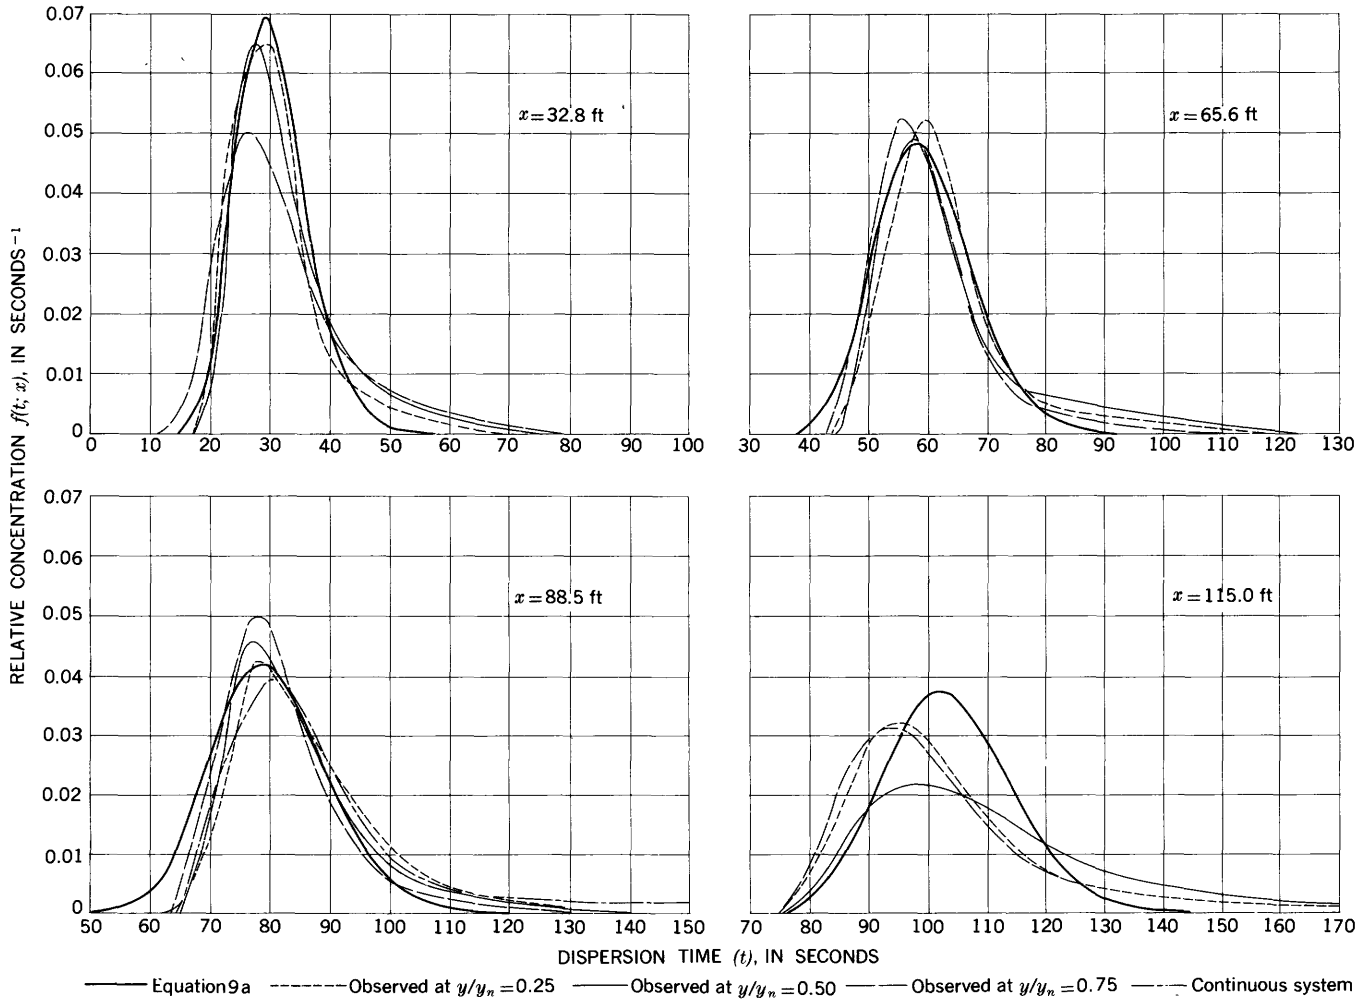 RELATIVE CONCENTRATION f(t; x), IN SECONDS⁻¹
0.07
0.06
0.05
0.04
0.03
0.02
0.01
0
x=32.8 ft
0 10 20 30 40 50 60 70 80 90 100
x=65.6 ft
30 40 50 60 70 80 90 100 110 120 130
0.07
0.06
0.05
0.04
0.03
0.02
0.01
0
x=88.5 ft
50 60 70 80 90 100 110 120 130 140 150
x=115.0 ft
70 80 90 100 110 120 130 140 150 160 170
DISPERSION TIME (t), IN SECONDS
Equation 9a Observed at y/yₙ=0.25 Observed at y/yₙ=0.50 Observed at y/yₙ=0.75 Continuous system